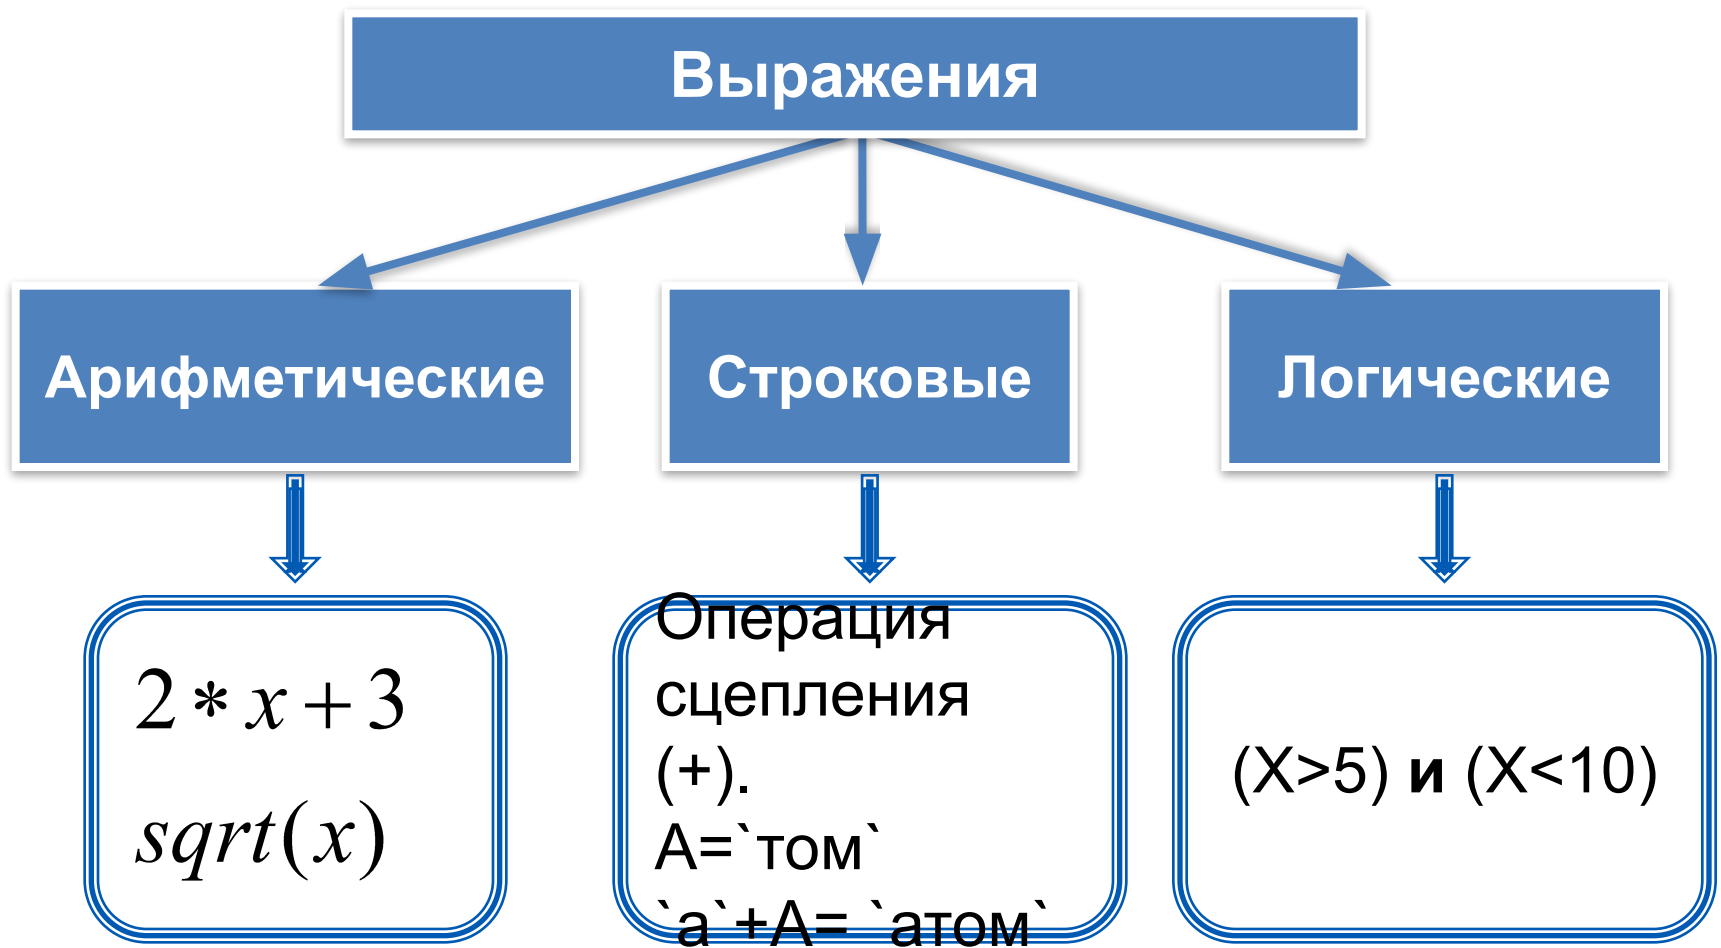 Выражения
Арифметические
Строковые
Логические
2 * x + 3
sqrt(x)
Операция
сцепления
(+).
А=`том`
`а`+А= `атом`
(X>5) и (X<10)